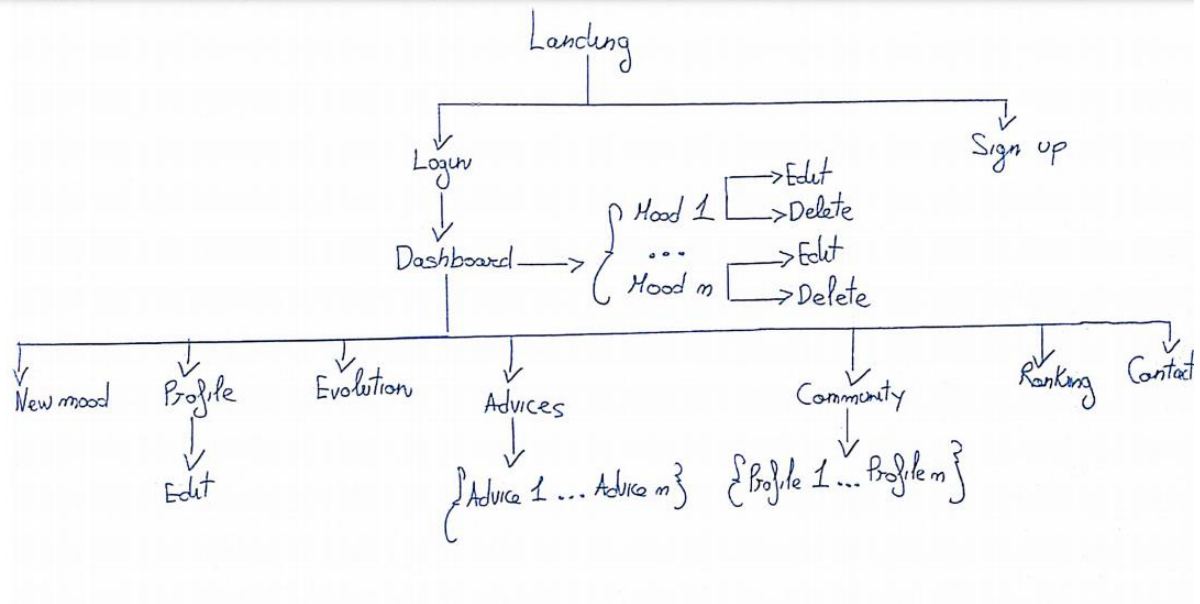 Landing
Login
Sign up
Edit
Mood 1
Delete
Dashboard
...
Edit
Mood n
Delete
New mood
Profile
Evolution
Advices
Community
Ranking
Contact
Edit
{Advice 1 ... Advice n}
{Profile 1 ... Profile n}